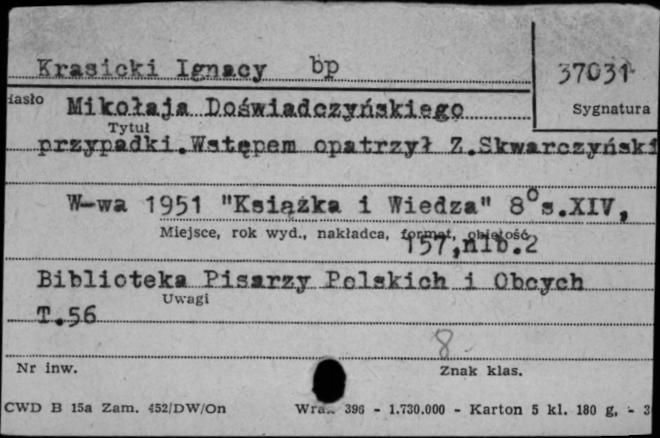 Krasicki Ignacy bp
37031
Hasło
Sygnatura
Mikołaja Doświadczyńskiego
Tytuł
przypadki. Wstępem opatrzył Z. Skwarczyński
W-wa 1951 "Książka i Wiedza" 8° s. XIV,
Miejsce, rok wyd., nakładca, format, objętość
157, nlb. 2
Biblioteka Pisarzy Polskich i Obcych
Uwagi
T. 56
8
Nr inw.
Znak klas.
CWD B 15a Zam. 452/DW/On 396 - 1.730.000 - Karton 5 kl. 180 g,